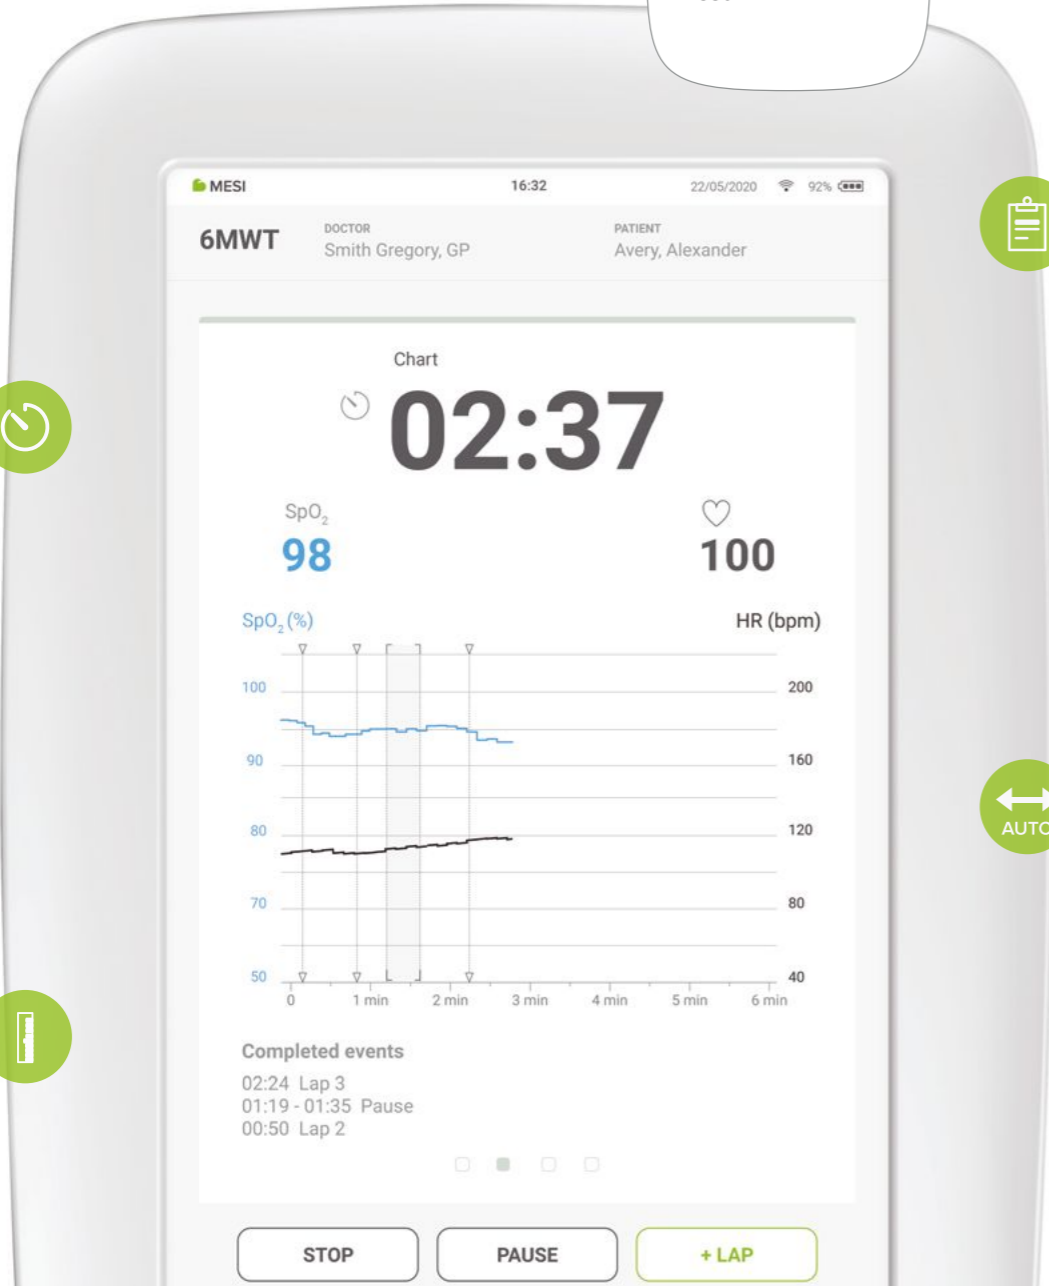 MESI 16:32 22/05/2020 92%
6MWT
DOCTOR
Smith Gregory, GP
PATIENT
Avery, Alexander
Chart
02:37
SpO₂
98
100
SpO₂ (%) HR (bpm)
100 200
90 160
80 120
AUTO
70 80
50 40
0 1 min 2 min 3 min 4 min 5 min 6 min
Completed events
02:24 Lap 3
01:19 - 01:35 Pause
00:50 Lap 2
STOP PAUSE + LAP